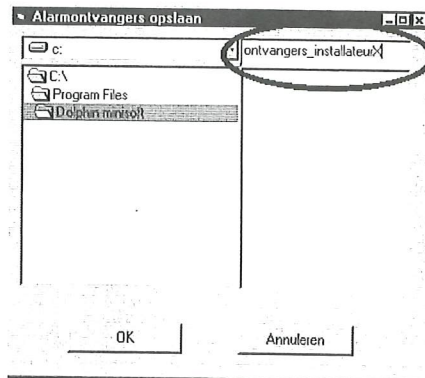 Alarmontvangers opslaan
c:
ontvangers_installateurX
C:\
Program Files
Dolphin minisoft
OK
Annuleren